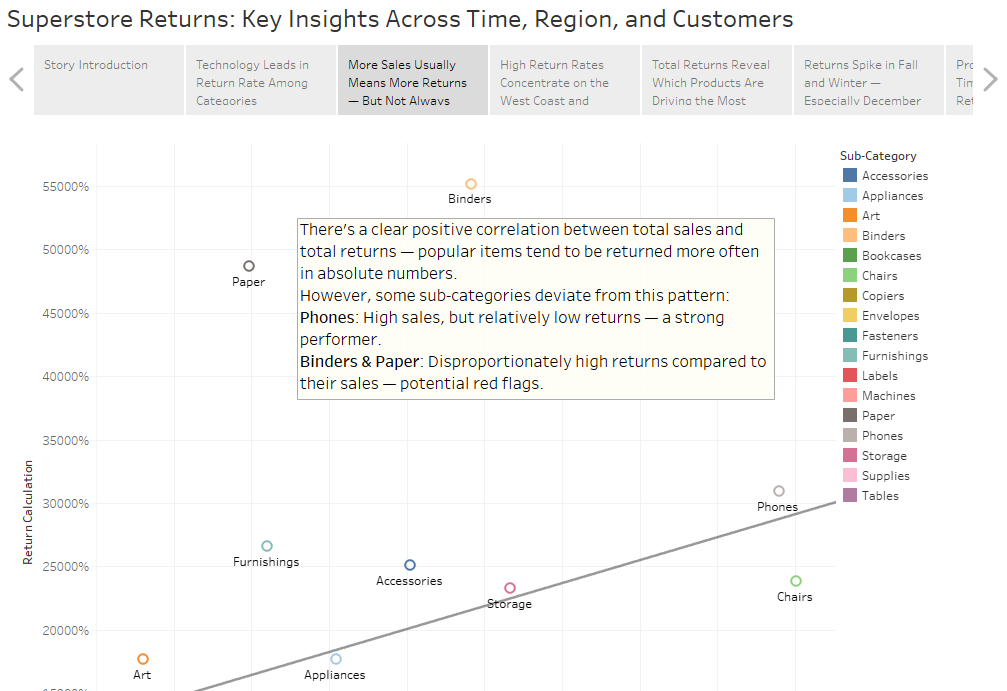 Superstore Returns: Key Insights Across Time, Region, and Customers
Story Introduction
Technology Leads in
Return Rate Among
Categories
More Sales Usually
Means More Returns
— But Not Always
High Return Rates
Concentrate on the
West Coast and
Total Returns Reveal
Which Products Are
Driving the Most
Returns Spike in Fall
and Winter —
Especially December
55000%
50000%
45000%
40000%
35000%
30000%
25000%
20000%
15000%
Return Calculation
Binders
Paper
There's a clear positive correlation between total sales and
total returns — popular items tend to be returned more often
in absolute numbers.
However, some sub-categories deviate from this pattern:
Phones: High sales, but relatively low returns — a strong
performer.
Binders & Paper: Disproportionately high returns compared to
their sales — potential red flags.
Phones
Furnishings
Accessories
Storage
Chairs
Art
Appliances
Sub-Category
Accessories
Appliances
Art
Binders
Bookcases
Chairs
Copiers
Envelopes
Fasteners
Furnishings
Labels
Machines
Paper
Phones
Storage
Supplies
Tables